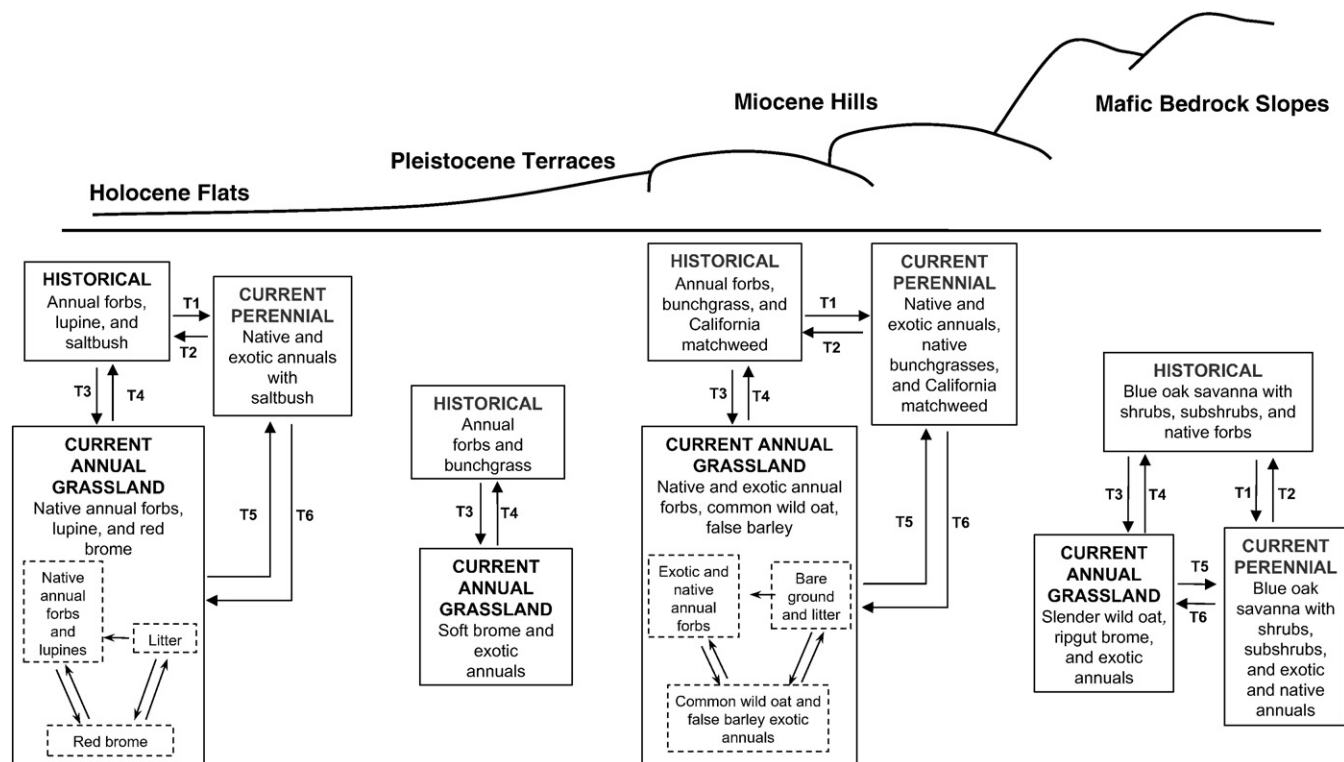 Mafic Bedrock Slopes
Miocene Hills
Pleistocene Terraces
Holocene Flats
HISTORICAL
Annual forbs,
lupine, and
saltbush
T1
T2
CURRENT
PERENNIAL
Native and
exotic annuals
with
saltbush
T3
T4
CURRENT
ANNUAL
GRASSLAND
Native annual forbs,
lupine, and red
brome
Native
annual
forbs
and
lupines
Litter
Red brome
T5
T6
HISTORICAL
Annual
forbs and
bunchgrass
T3
T4
CURRENT
ANNUAL
GRASSLAND
Soft brome and
exotic
annuals
HISTORICAL
Annual forbs,
bunchgrass, and
California
matchweed
T1
T2
CURRENT
PERENNIAL
Native and
exotic annuals,
native
bunchgrasses,
and California
matchweed
T3
T4
CURRENT ANNUAL
GRASSLAND
Native and exotic annual
forbs, common wild oat,
false barley
Exotic and
native
annual
forbs
Bare
ground
and litter
Common wild oat and
false barley exotic
annuals
T5
T6
HISTORICAL
Blue oak savanna with
shrubs, subshrubs, and
native forbs
T3
T4
T1
T2
CURRENT
ANNUAL
GRASSLAND
Slender wild oat,
ripgut brome,
and exotic
annuals
T5
T6
CURRENT
PERENNIAL
Blue oak
savanna with
shrubs,
subshrubs,
and exotic
and native
annuals